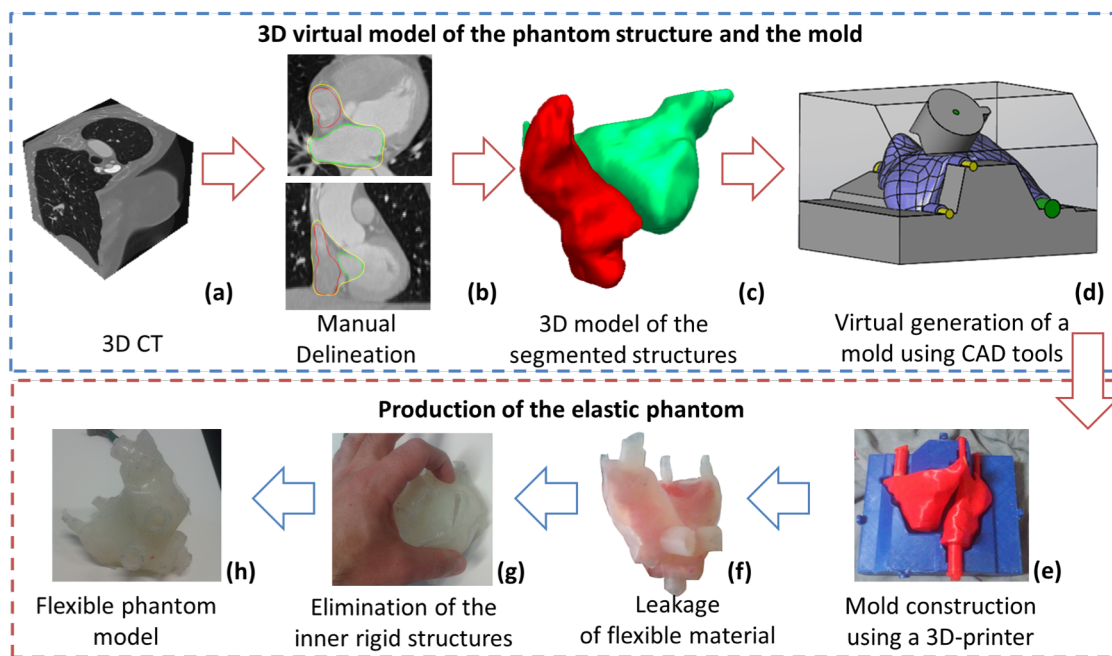 3D virtual model of the phantom structure and the mold
(a)
3D CT
(b)
Manual
Delineation
(c)
3D model of the
segmented structures
(d)
Virtual generation of a
mold using CAD tools
Production of the elastic phantom
(h)
Flexible phantom
model
(g)
Elimination of the
inner rigid structures
(f)
Leakage
of flexible material
(e)
Mold construction
using a 3D-printer